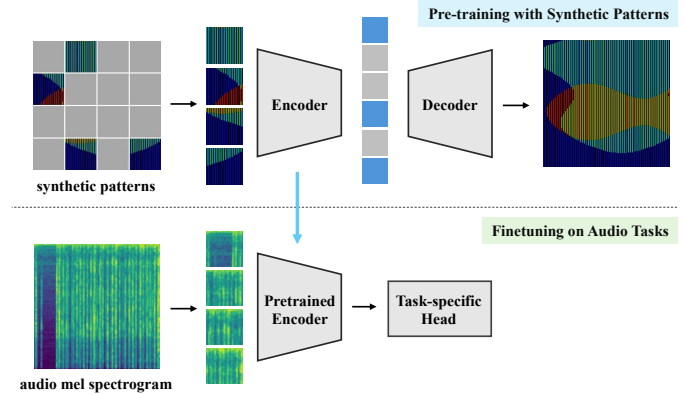 Pre-training with Synthetic Patterns
Encoder
Decoder
synthetic patterns
Finetuning on Audio Tasks
Pretrained
Encoder
Task-specific
Head
audio mel spectrogram